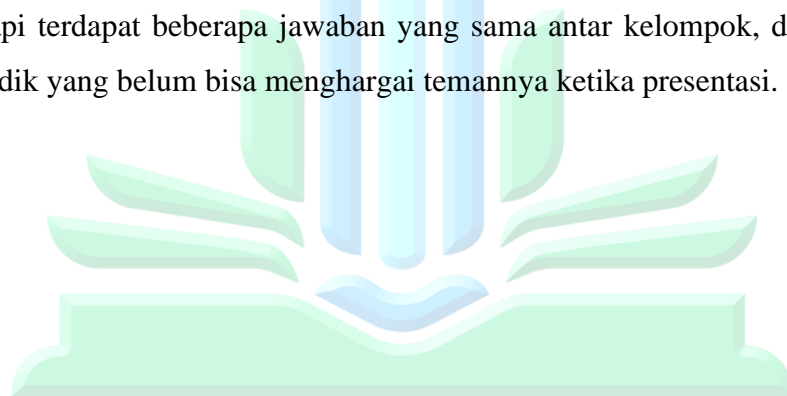 pi terdapat beberapa jawaban yang sama antar kelompok, d
dik yang belum bisa menghargai temannya ketika presentasi.